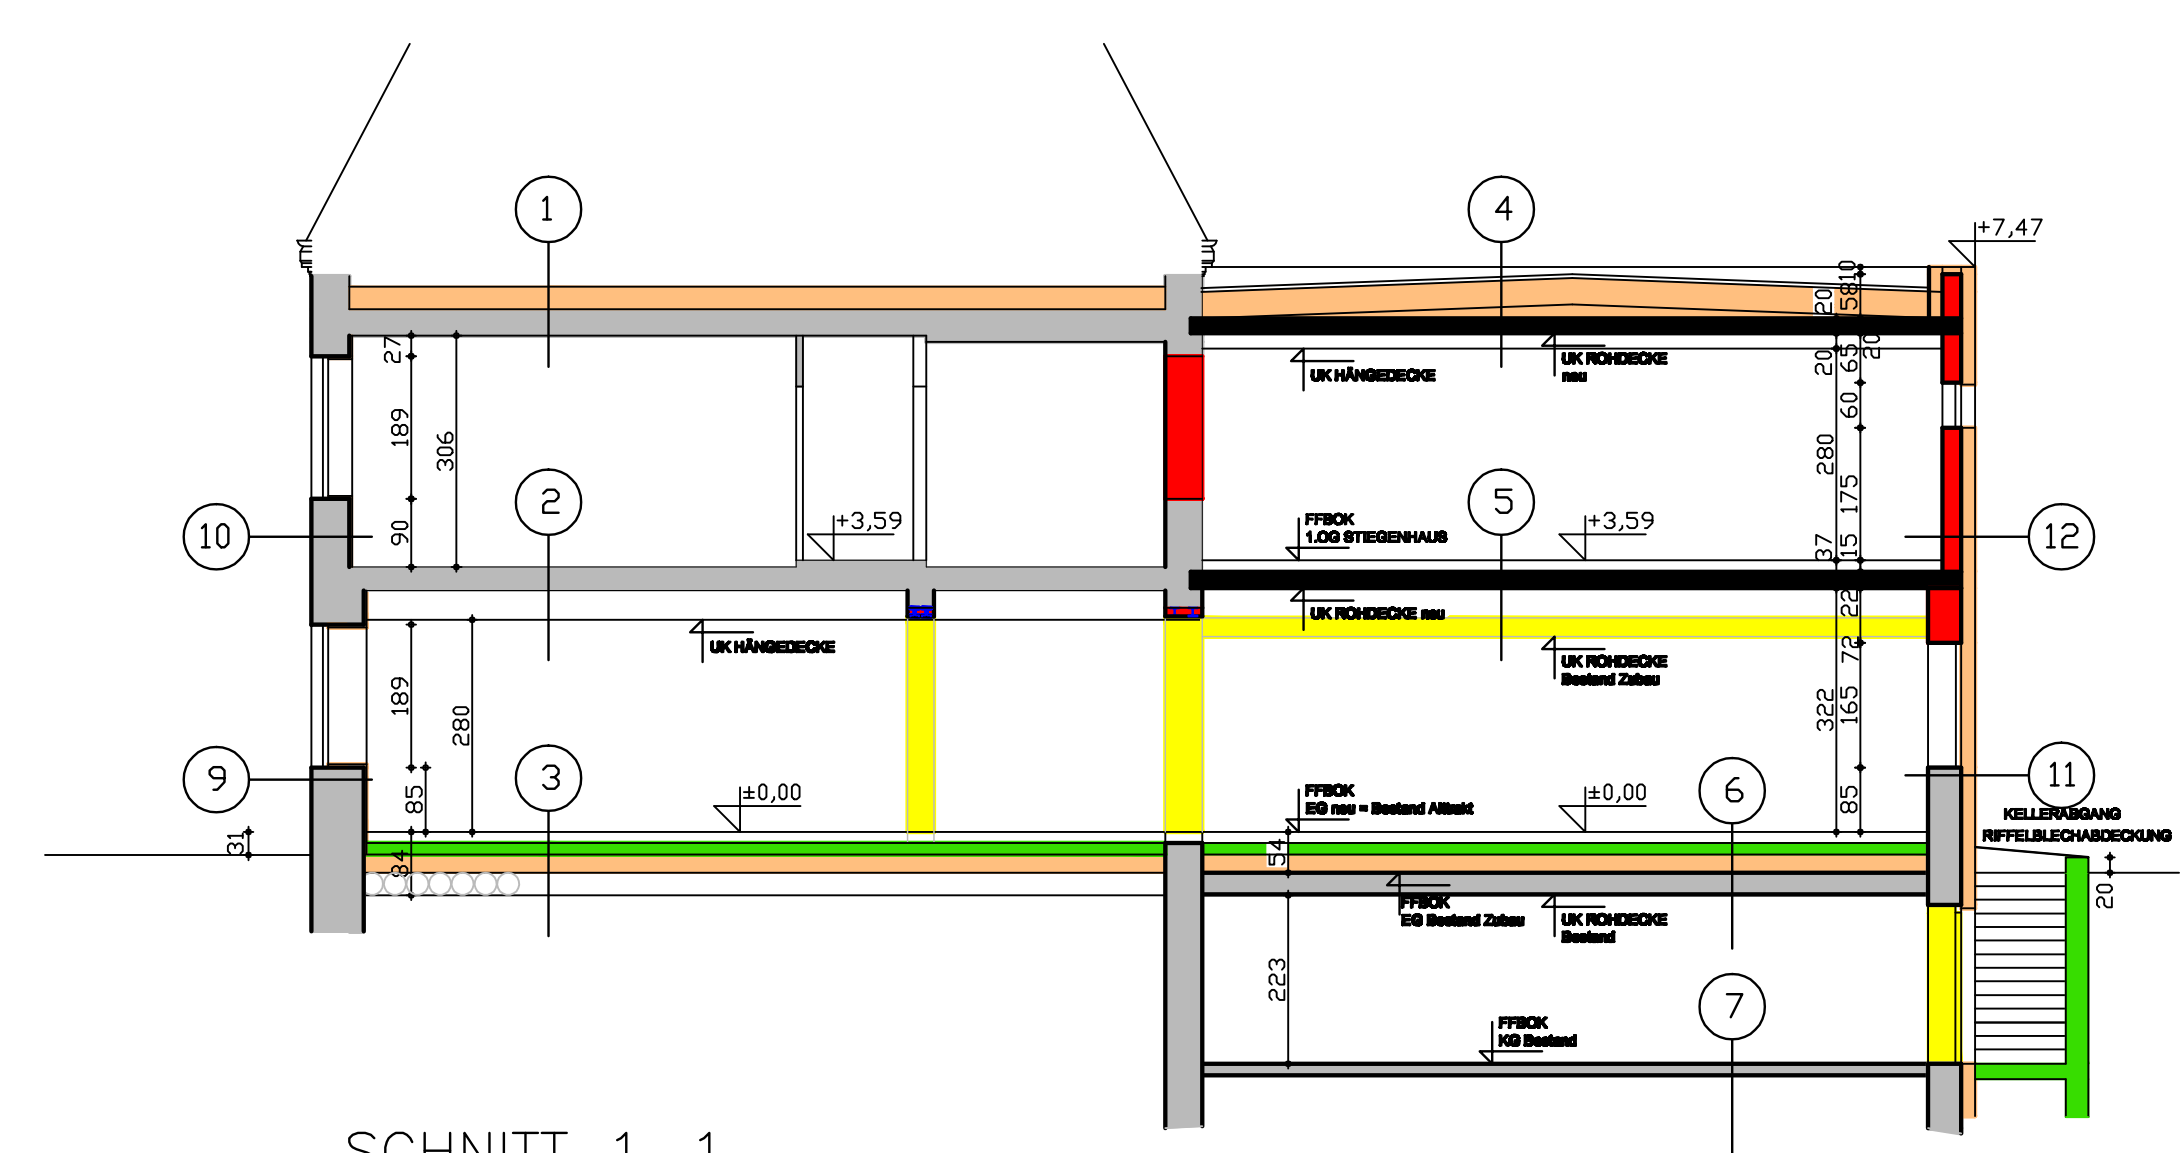 1
4
+7,47
10
58
20
27
20
65
20
UK HÄNGEDECKE
UK ROHDECKE
neu
189
306
60
280
2
5
175
10
90
+3,59
FFBOK
1.OG STIEGENHAUS
+3,59
37
15
12
22
UK ROHDECKE neu
UK HÄNGEDECKE
UK ROHDECKE
Bestand Zubau
72
189
280
322
165
9
3
85
±0,00
FFBOK
EG neu = Bestand Alttrakt
±0,00
6
85
11
KELLERABGANG
RIFFELBLECHABDECKUNG
31
84
54
20
FFBOK
EG Bestand Zubau
UK ROHDECKE
Bestand
223
7
FFBOK
KG Bestand
SCHNITT 1 1